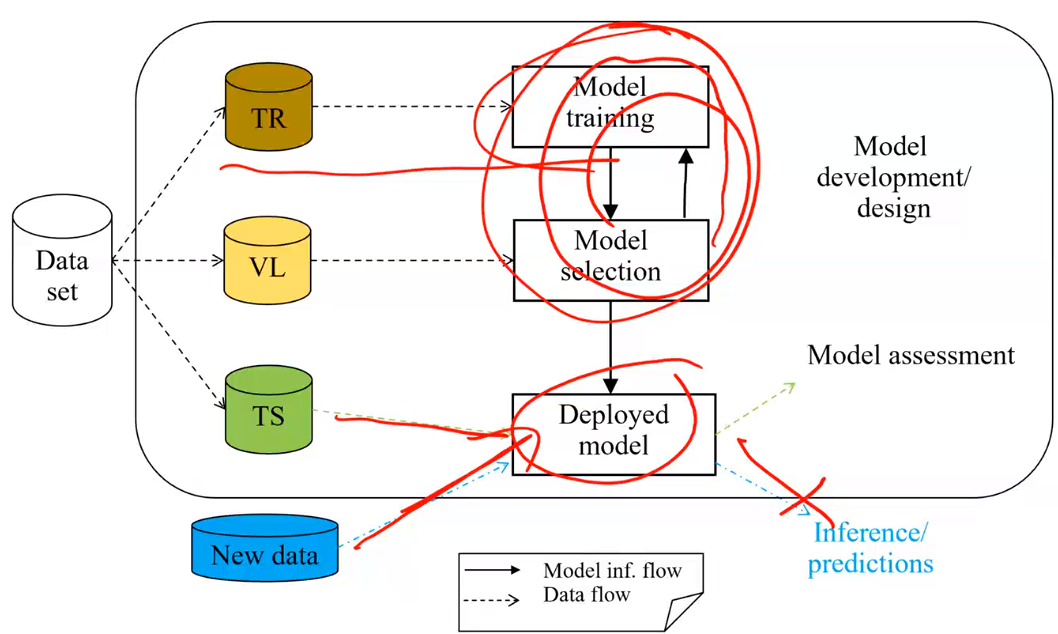 TR
Model
training
Model
development/
design
Data
set
VL
Model
selection
Model assessment
TS
Deployed
model
New data
Inference/
predictions
Model inf. flow
Data flow